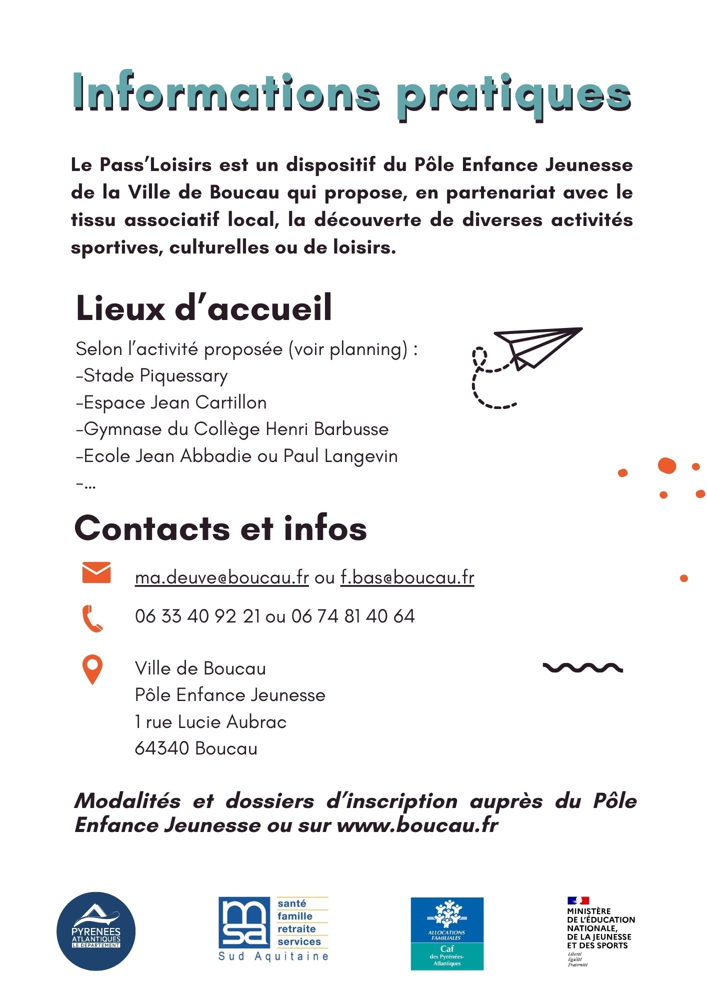 Informations pratiques
Le Pass’Loisirs est un dispositif du Pôle Enfance Jeunesse
de la Ville de Boucau qui propose, en partenariat avec le
tissu associatif local, la découverte de diverses activités
sportives, culturelles ou de loisirs.
Lieux d’accueil
Selon l’activité proposée (voir planning) :
-Stade Piquessary
-Espace Jean Cartillon
-Gymnase du Collège Henri Barbusse
-Ecole Jean Abbadie ou Paul Langevin
-...
Contacts et infos
ma.deuve@boucau.fr ou f.bas@boucau.fr
06 33 40 92 21 ou 06 74 81 40 64
Ville de Boucau
Pôle Enfance Jeunesse
1 rue Lucie Aubrac
64340 Boucau
Modalités et dossiers d’inscription auprès du Pôle
Enfance Jeunesse ou sur www.boucau.fr
PYRENEES
ATLANTIQUES
LE DEPARTEMENT
msa
santé
famille
retraite
services
Sud Aquitaine
ALLOCATIONS
FAMILIALES
Caf
des Pyrénées-
Atlantiques
MINISTÈRE
DE L’ÉDUCATION
NATIONALE,
DE LA JEUNESSE
ET DES SPORTS
Liberté
Égalité
Fraternité